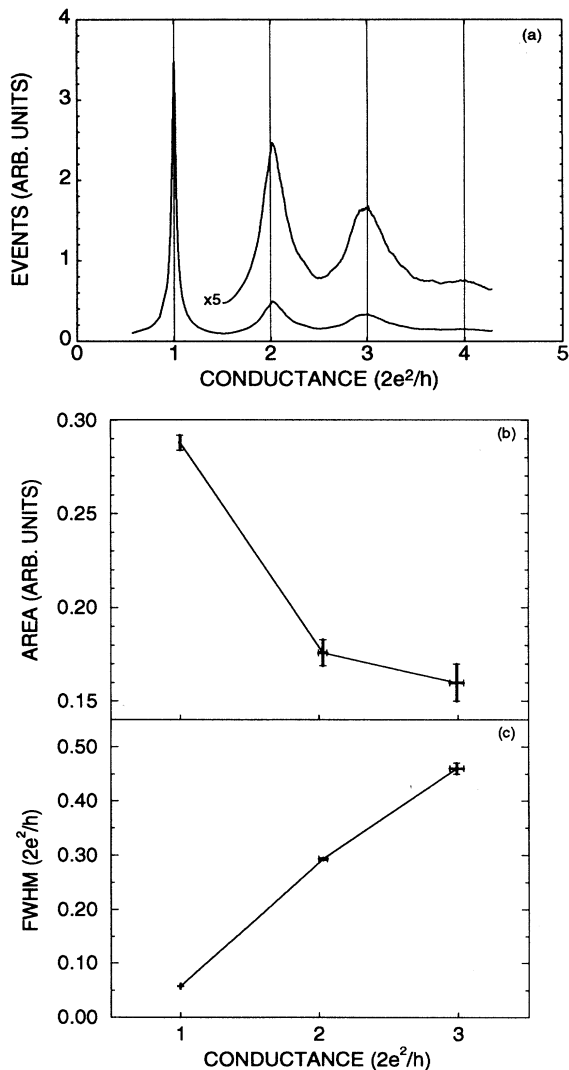 (a)
EVENTS (ARB. UNITS)
4
3
2
1
0
x5
0 1 2 3 4 5
CONDUCTANCE (2e²/h)
(b)
AREA (ARB. UNITS)
0.30
0.25
0.20
0.15
(c)
FWHM (2e²/h)
0.50
0.40
0.30
0.20
0.10
0.00
1 2 3
CONDUCTANCE (2e²/h)